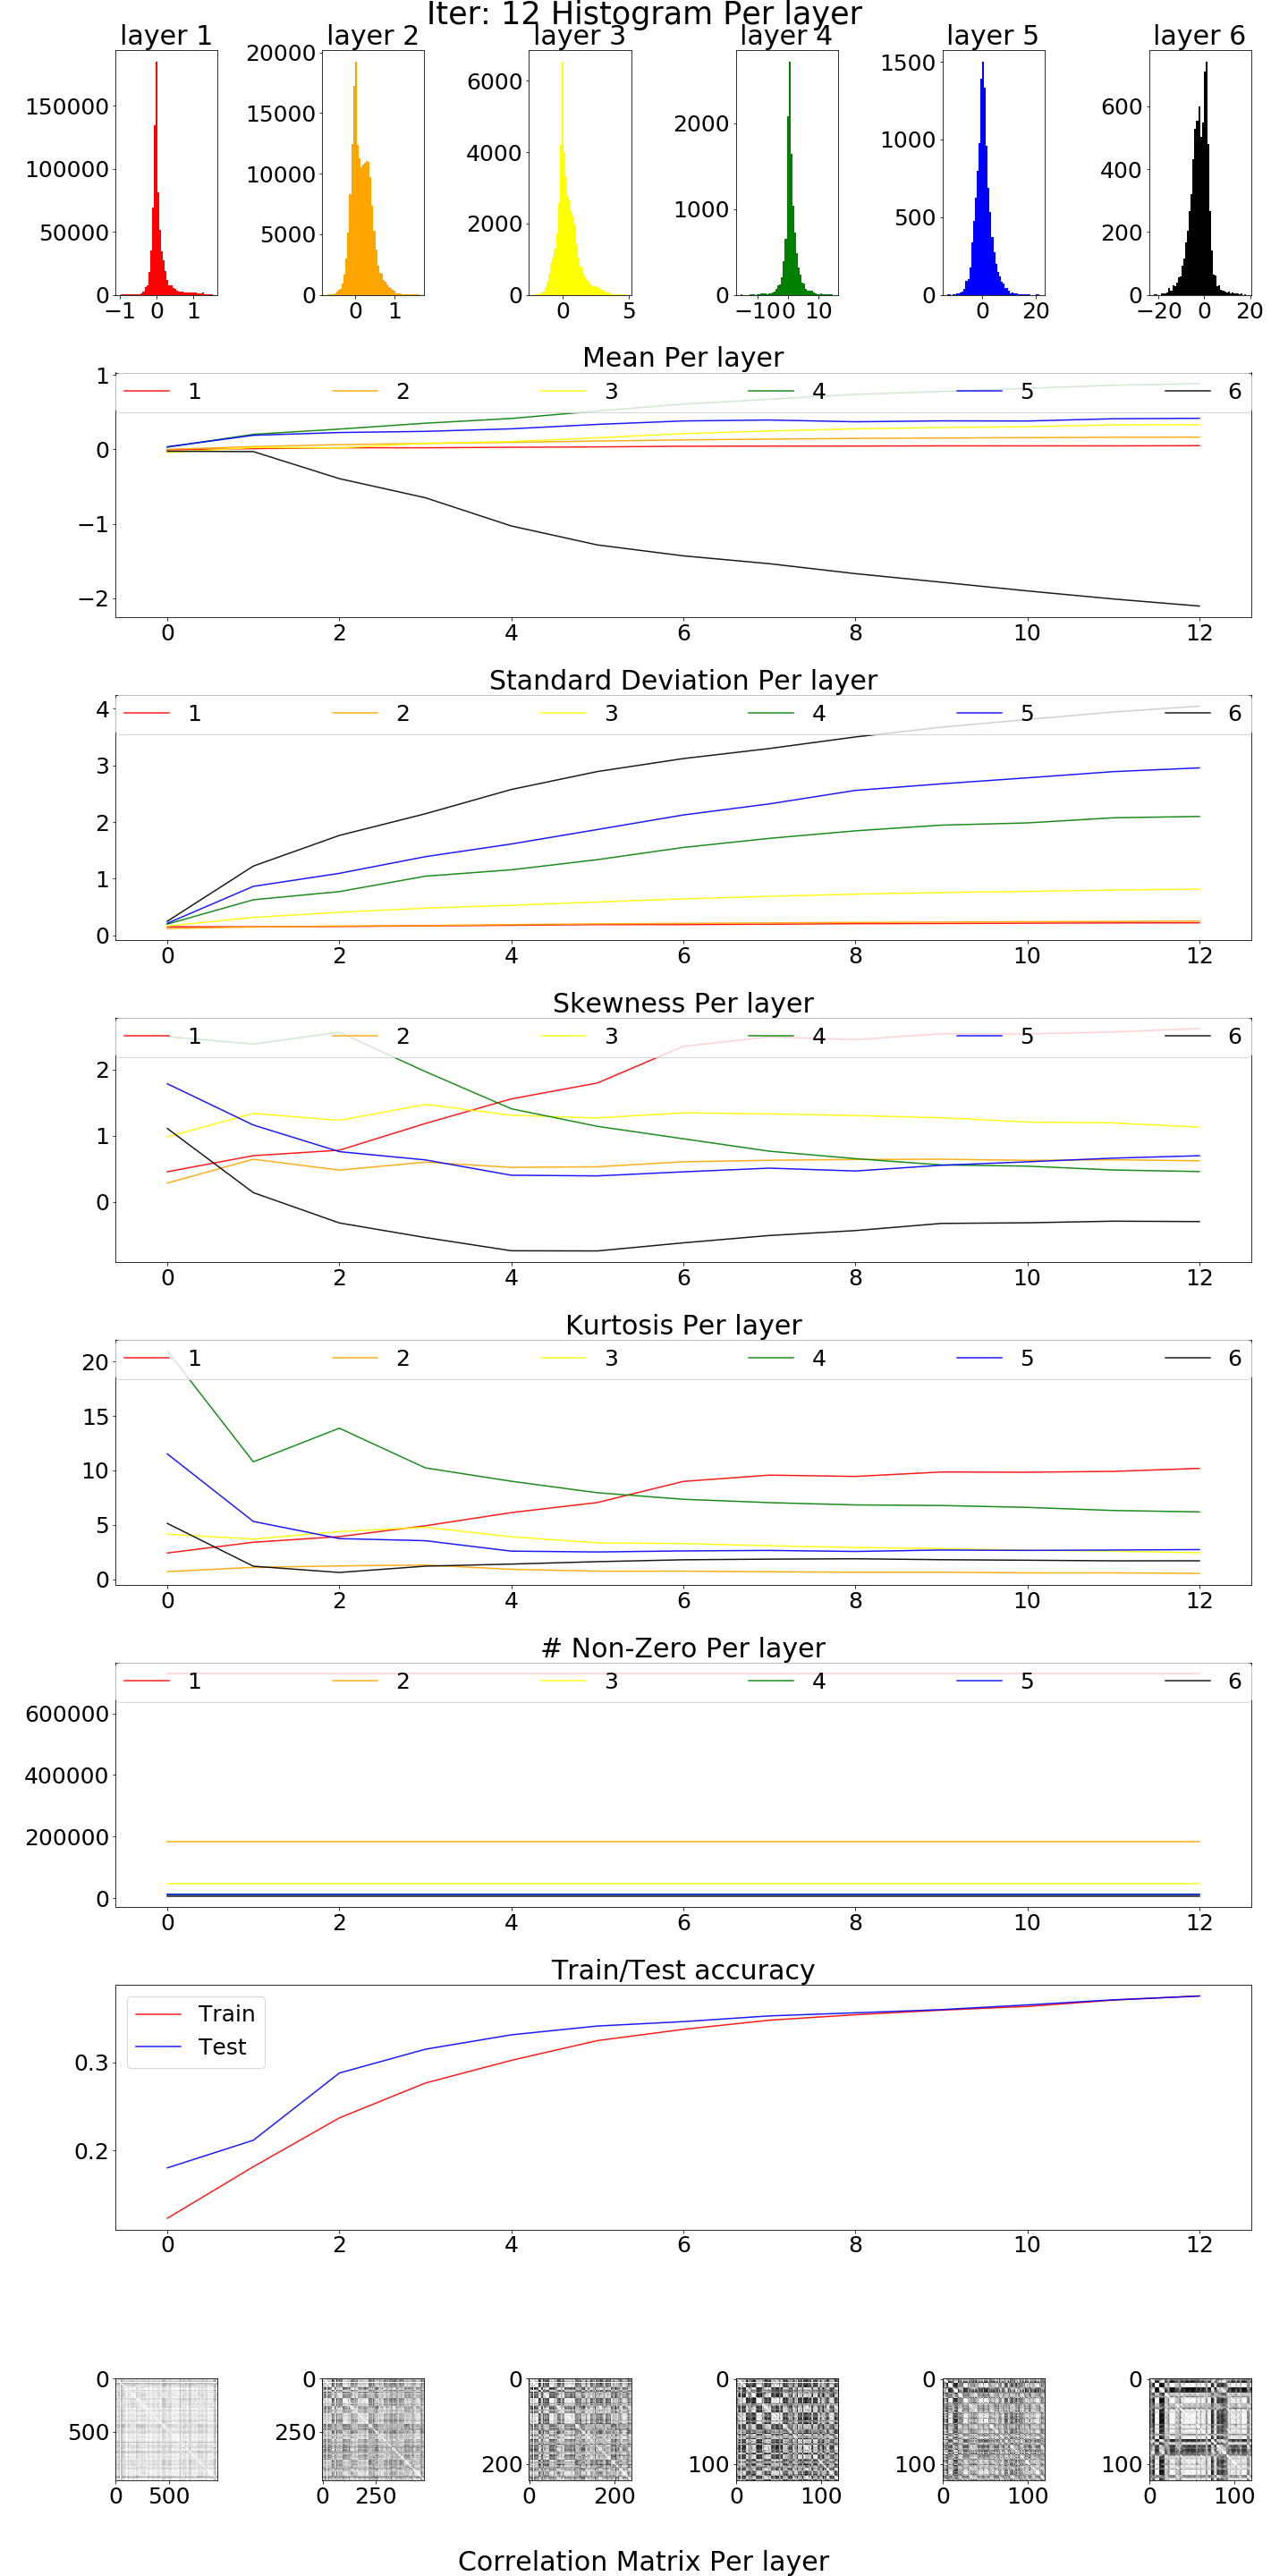 Iter: 12 Histogram Per layer
layer 1 layer 2 layer 3 layer 4 layer 5 layer 6
150000 100000 50000 0
−1 0 1
20000 15000 10000 5000 0
0 1
6000 4000 2000 0
0 5
2000 1000 0
−10 0 10
1500 1000 500 0
0 20
600 400 200 0
−20 0 20
Mean Per layer
1 2 3 4 5 6
1
0
−1
−2
0 2 4 6 8 10 12
Standard Deviation Per layer
1 2 3 4 5 6
4
3
2
1
0
0 2 4 6 8 10 12
Skewness Per layer
1 2 3 4 5 6
2
1
0
0 2 4 6 8 10 12
Kurtosis Per layer
1 2 3 4 5 6
20
15
10
5
0
0 2 4 6 8 10 12
# Non-Zero Per layer
1 2 3 4 5 6
600000
400000
200000
0
0 2 4 6 8 10 12
Train/Test accuracy
Train
Test
0.3
0.2
0 2 4 6 8 10 12
0 500
0 500
0 250
0 250
0 200
0 200
0 100
0 100
0 100
0 100
0 100
0 100
Correlation Matrix Per layer